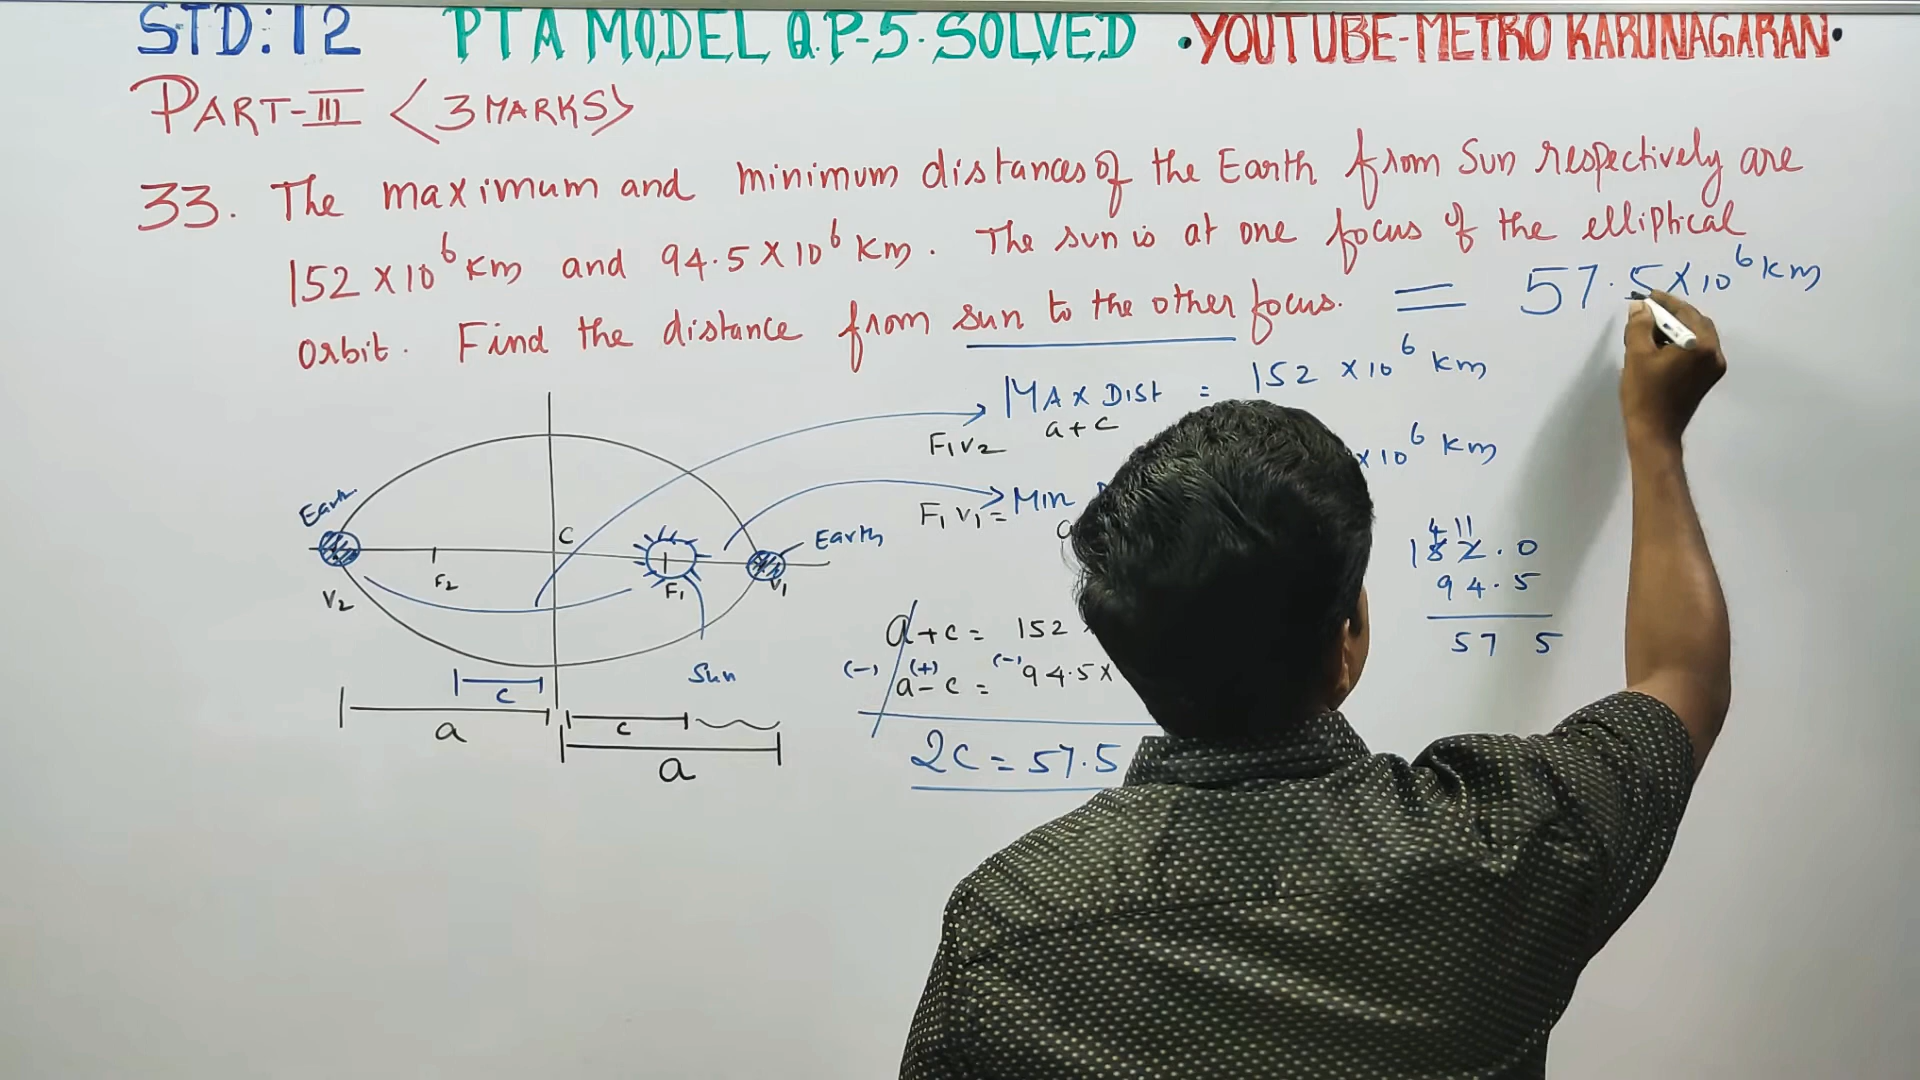 STD: 12 PTA MODEL Q.P-5 SOLVED •YOUTUBE-METRO KARUNAGARAN•
PART-III <3 MARKS>
33. The maximum and minimum distances of the Earth from Sun respectively are
152 x 10⁶ km and 94.5 x 10⁶ km. The sun is at one focus of the elliptical
orbit. Find the distance from sun to the other focus. = 57.5 x 10⁶ km
MAX DIST = 152 x 10⁶ km
F₁V₂ a+c
x 10⁶ km
F₁V₁ = Min
a
Earth
C
Earth
F₂
V₂
F₁
V₁
Sun
c
a
c
a
a+c = 152
(-) (+) (-)
a-c = 94.5 x
2c = 57.5
4 11
152.0
94.5
57 5